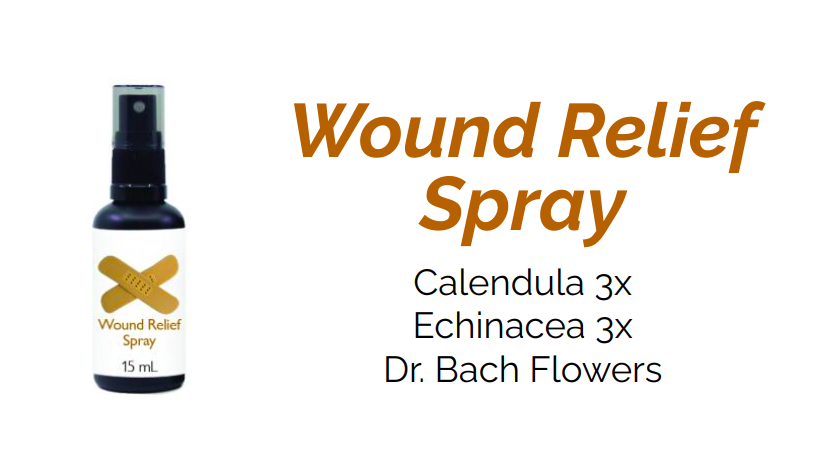 Wound Relief
Spray
15 mL
Wound Relief
Spray
Calendula 3x
Echinacea 3x
Dr. Bach Flowers